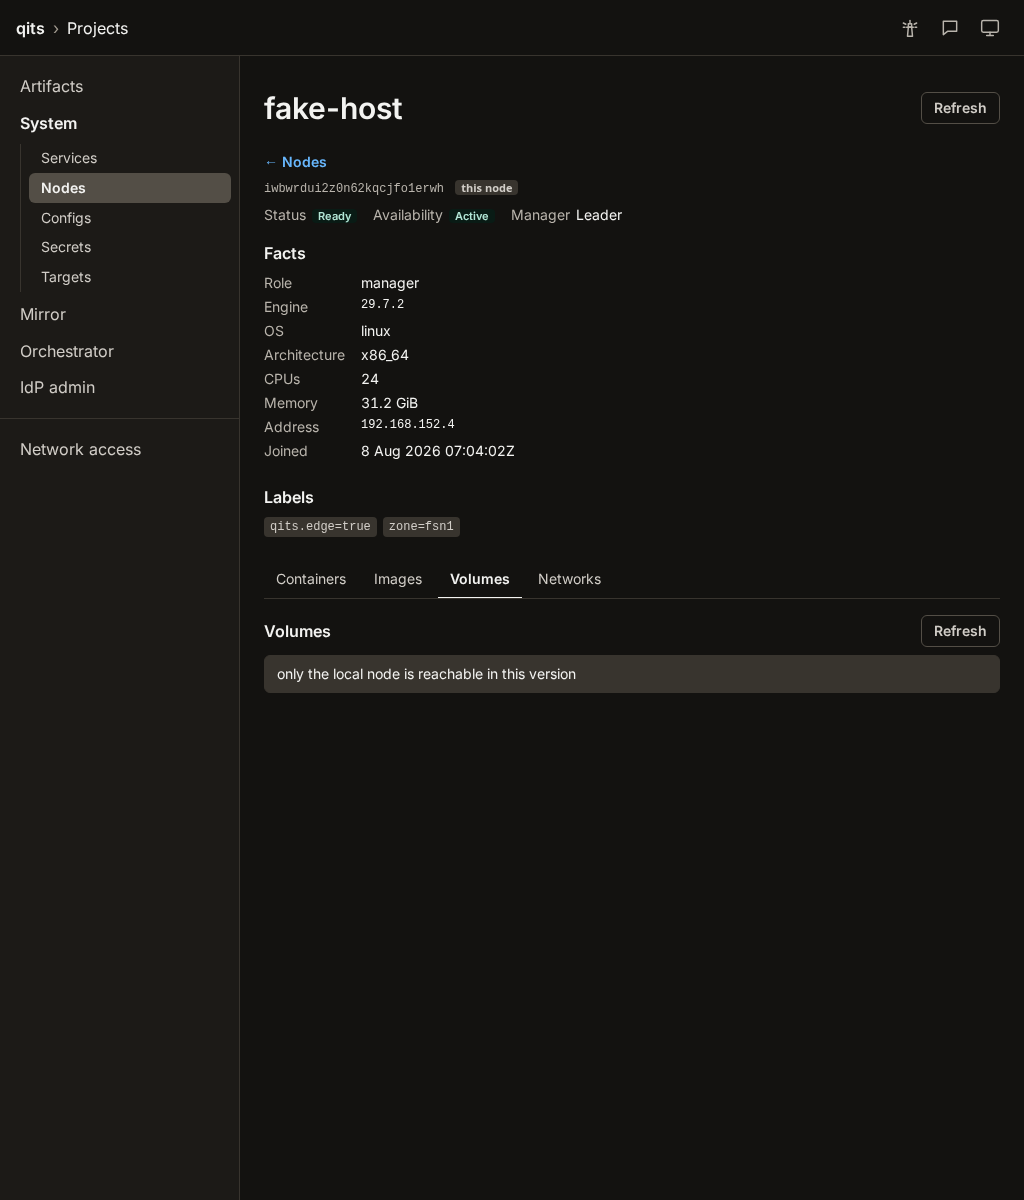 qits › Projects
Artifacts
System
Services
Nodes
Configs
Secrets
Targets
Mirror
Orchestrator
IdP admin
Network access
fake-host
Refresh
← Nodes
iwbwrdui2z0n62kqcjfo1erwh this node
Status Ready Availability Active Manager Leader
Facts
Role manager
Engine 29.7.2
OS linux
Architecture x86_64
CPUs 24
Memory 31.2 GiB
Address 192.168.152.4
Joined 8 Aug 2026 07:04:02Z
Labels
qits.edge=true zone=fsn1
Containers Images Volumes Networks
Volumes
Refresh
only the local node is reachable in this version